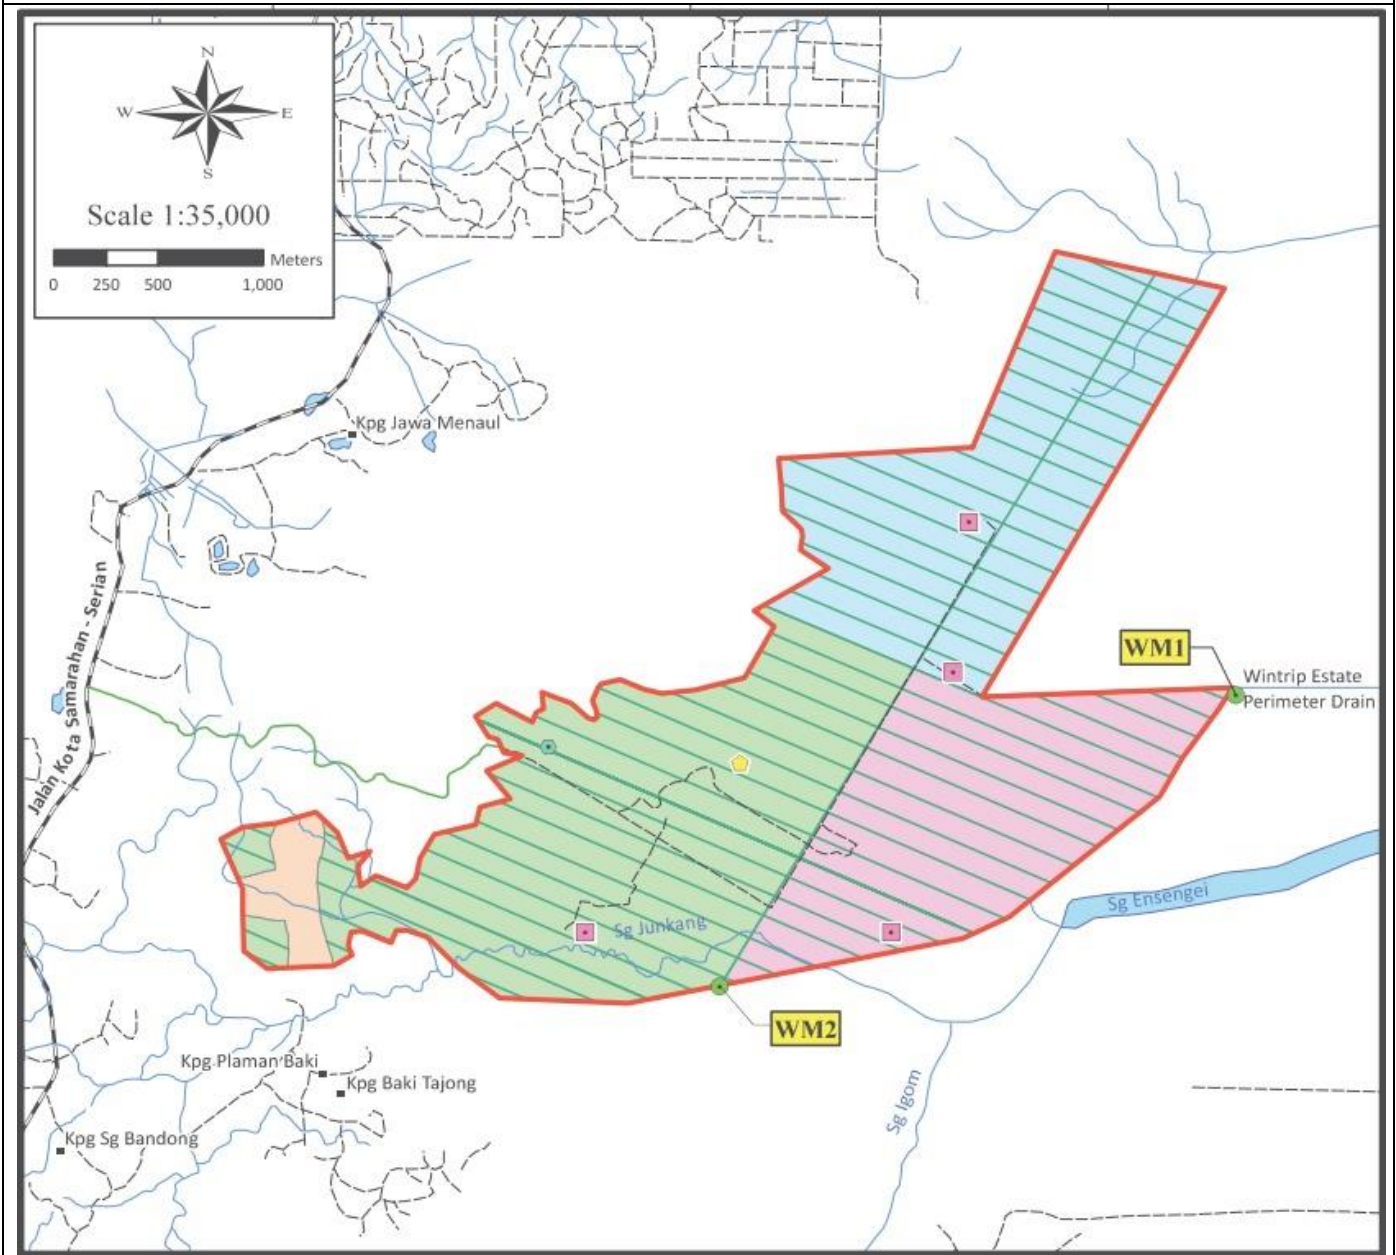 N
W E
S
Scale 1:35,000
Meters
0 250 500 1,000
Kpg Jawa Menaul
Jalan Kota Samarahan - Serian
WM1
Wintrip Estate
Perimeter Drain
Sg Ensengei
Sg Junkang
WM2
Kpg Plaman Baki
Kpg Baki Tajong
Sg Igom
Kpg Sg Bandong